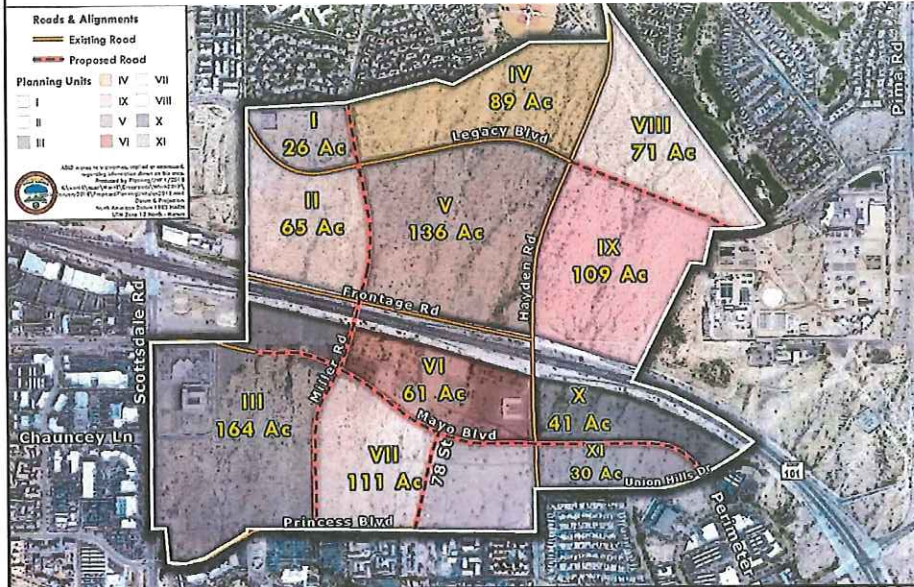 Roads & Alignments
Existing Road
Proposed Road
Planning Units
I
II
III
IV
IX
V
VI
VII
VIII
X
XI
I
26 Ac
II
65 Ac
III
164 Ac
IV
89 Ac
V
136 Ac
VI
61 Ac
VII
111 Ac
VIII
71 Ac
IX
109 Ac
X
41 Ac
XI
30 Ac
Legacy Blvd
Hayden Rd
Frontage Rd
Miller Rd
Mayo Blvd
78 St
Princess Blvd
Union Hills Dr
Scottsdale Rd
Chauncey Ln
Pima Rd
Perimeter
101